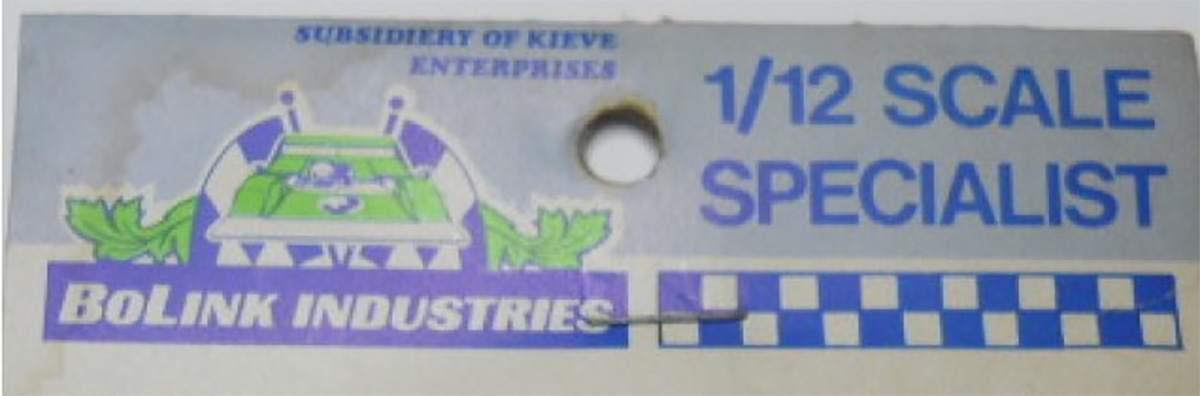 SUBSIDIERY OF KIEVE
ENTERPRISES
1/12 SCALE
SPECIALIST
BOLINK INDUSTRIES